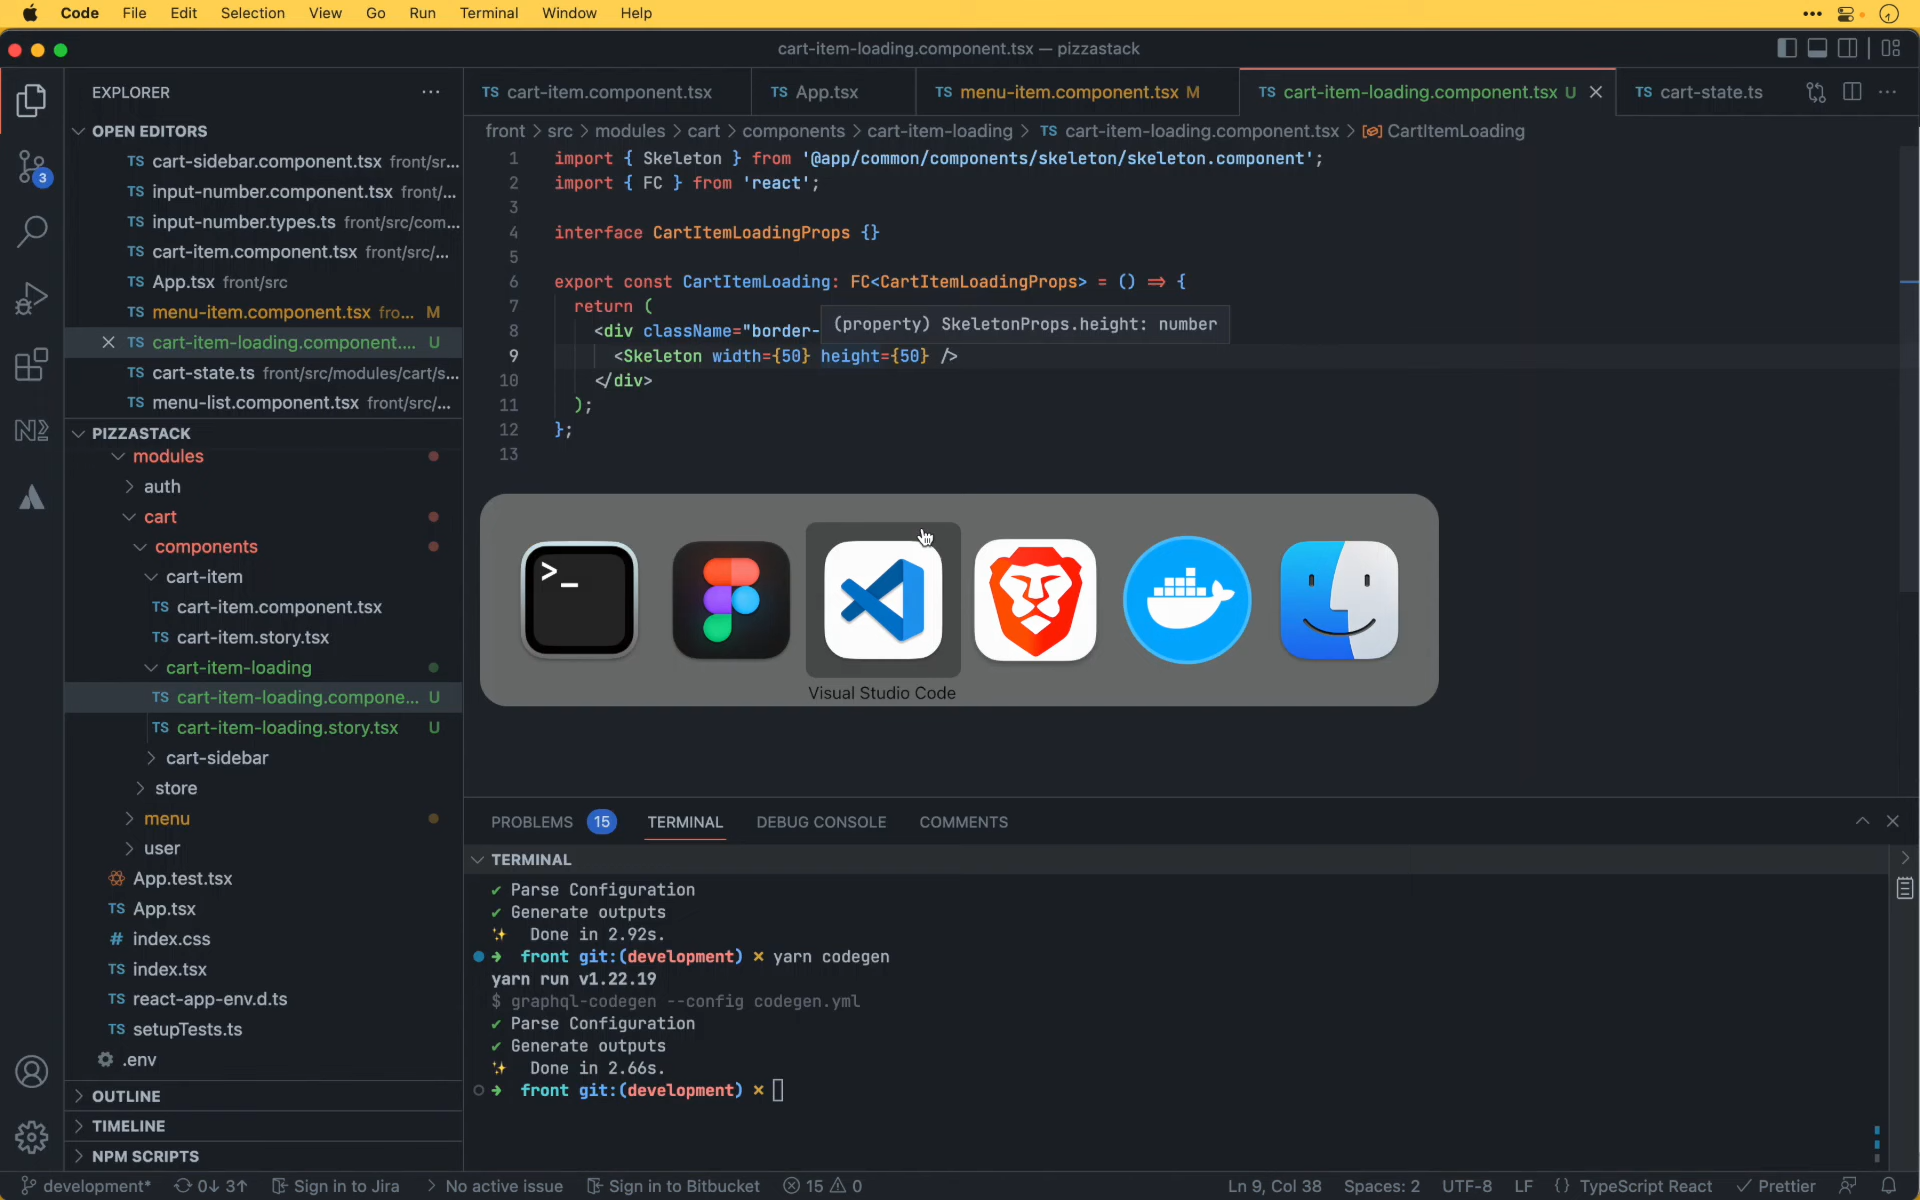 Code File Edit Selection View Go Run Terminal Window Help
cart-item-loading.component.tsx — pizzastack
EXPLORER
OPEN EDITORS
TS cart-sidebar.component.tsx front/sr...
TS input-number.component.tsx front/...
TS input-number.types.ts front/src/com...
TS cart-item.component.tsx front/src/...
TS App.tsx front/src
TS menu-item.component.tsx fro... M
TS cart-item-loading.component.... U
TS cart-state.ts front/src/modules/cart/s...
TS menu-list.component.tsx front/src/...
PIZZASTACK
modules
auth
cart
components
cart-item
TS cart-item.component.tsx
TS cart-item.story.tsx
cart-item-loading
TS cart-item-loading.compone... U
TS cart-item-loading.story.tsx U
cart-sidebar
store
menu
user
App.test.tsx
TS App.tsx
# index.css
TS index.tsx
TS react-app-env.d.ts
TS setupTests.ts
.env
OUTLINE
TIMELINE
NPM SCRIPTS
3
TS cart-item.component.tsx TS App.tsx TS menu-item.component.tsx M TS cart-item-loading.component.tsx U TS cart-state.ts
front > src > modules > cart > components > cart-item-loading > TS cart-item-loading.component.tsx > CartItemLoading
1 import { Skeleton } from '@app/common/components/skeleton/skeleton.component';
2 import { FC } from 'react';
3
4 interface CartItemLoadingProps {}
5
6 export const CartItemLoading: FC<CartItemLoadingProps> = () => {
7 return (
8 <div className="border-
(property) SkeletonProps.height: number
9 <Skeleton width={50} height={50} />
10 </div>
11 );
12 };
13
>_
Visual Studio Code
PROBLEMS 15 TERMINAL DEBUG CONSOLE COMMENTS
TERMINAL
✔ Parse Configuration
✔ Generate outputs
✨ Done in 2.92s.
➜ front git:(development) × yarn codegen
yarn run v1.22.19
$ graphql-codegen --config codegen.yml
✔ Parse Configuration
✔ Generate outputs
✨ Done in 2.66s.
➜ front git:(development) ×
development* 0↓ 3↑ Sign in to Jira No active issue Sign in to Bitbucket 15 0 Ln 9, Col 38 Spaces: 2 UTF-8 LF {} TypeScript React Prettier